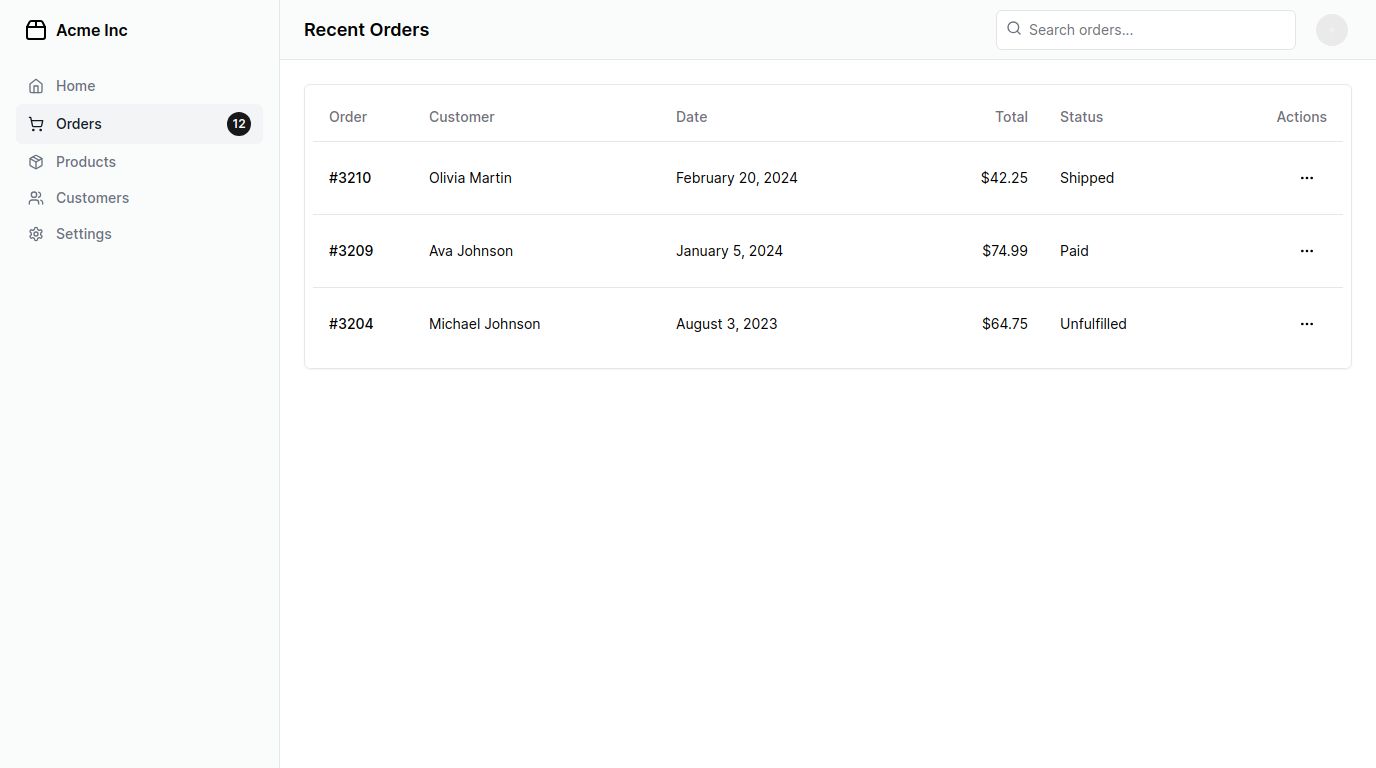 Acme Inc
Home
Orders 12
Products
Customers
Settings
Recent Orders
Search orders...
Order Customer Date Total Status Actions
#3210 Olivia Martin February 20, 2024 $42.25 Shipped ...
#3209 Ava Johnson January 5, 2024 $74.99 Paid ...
#3204 Michael Johnson August 3, 2023 $64.75 Unfulfilled ...